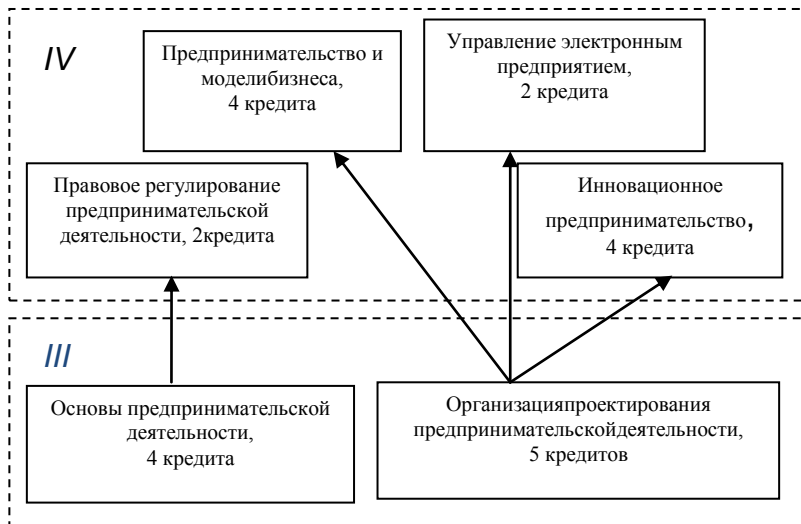 IV
Предпринимательство и
моделибизнеса,
4 кредита
Управление электронным
предприятием,
2 кредита
Правовое регулирование
предпринимательской
деятельности, 2кредита
Инновационное
предпринимательство,
4 кредита
III
Основы предпринимательской
деятельности,
4 кредита
Организацияпроектирования
предпринимательскойдеятельности,
5 кредитов